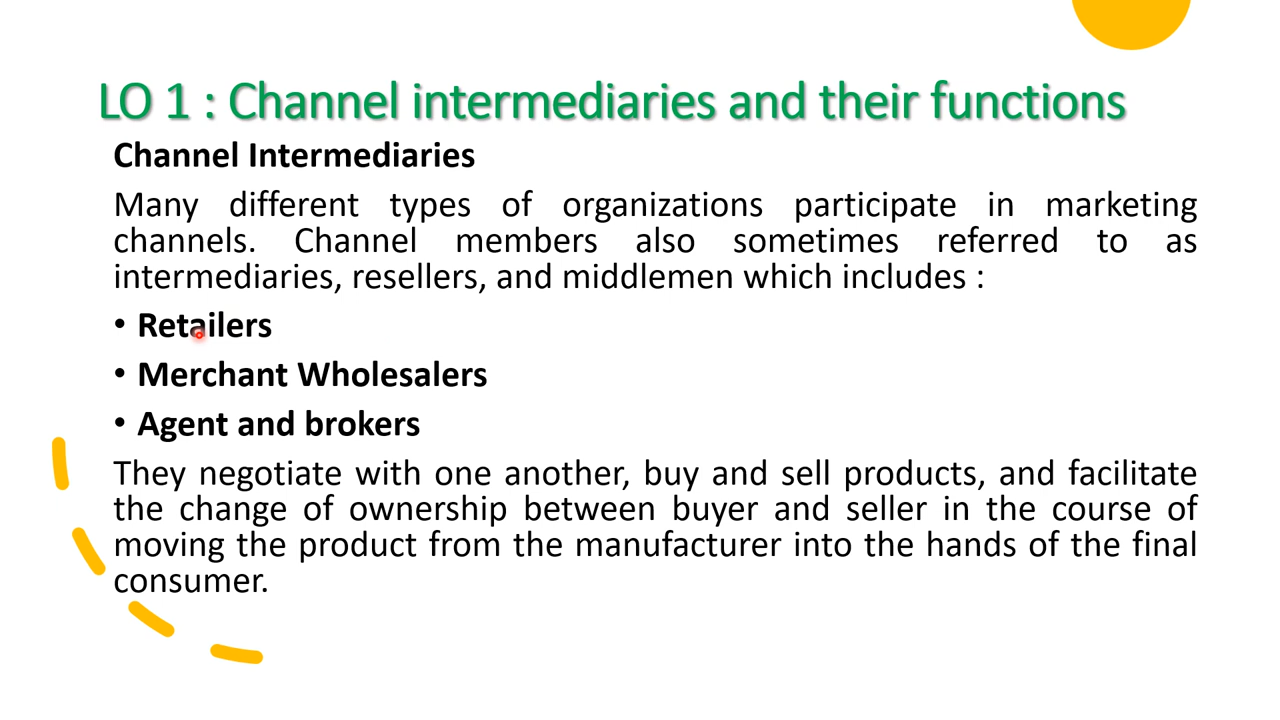 LO 1 : Channel intermediaries and their functions
Channel Intermediaries
Many different types of organizations participate in marketing
channels. Channel members also sometimes referred to as
intermediaries, resellers, and middlemen which includes :
• Retailers
• Merchant Wholesalers
• Agent and brokers
They negotiate with one another, buy and sell products, and facilitate
the change of ownership between buyer and seller in the course of
moving the product from the manufacturer into the hands of the final
consumer.